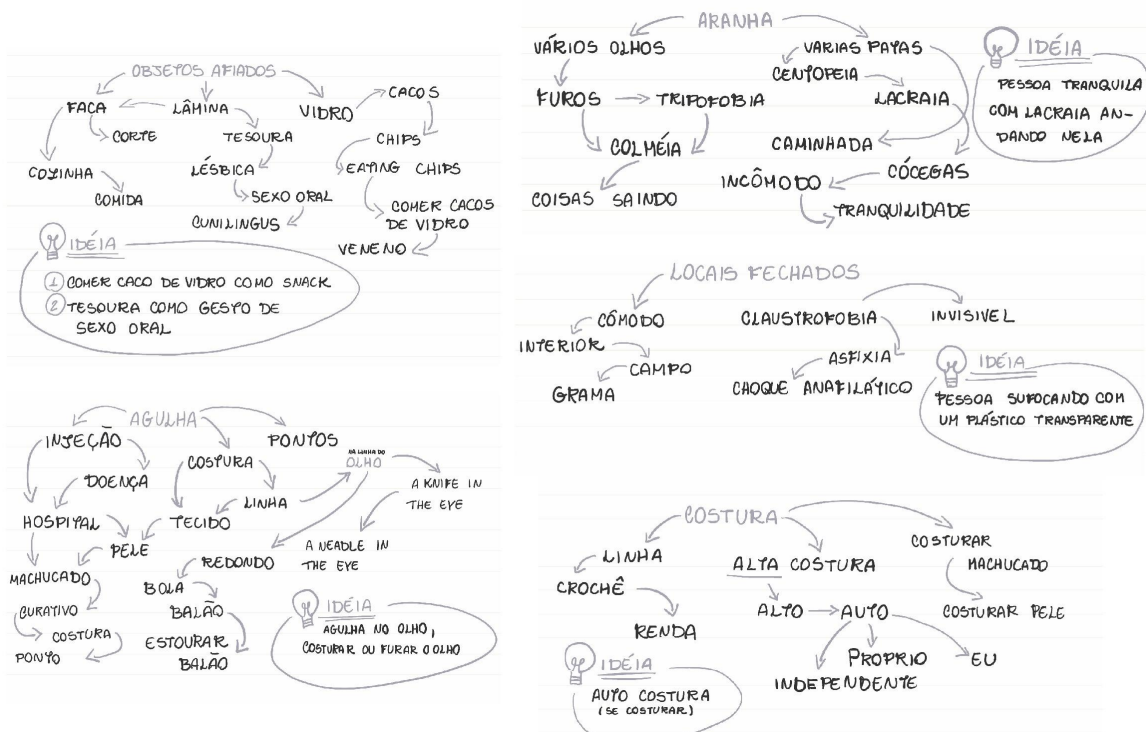 OBJETOS AFIADOS
FACA
LÂMINA
VIDRO
CACOS
CORTE
TESOURA
CHIPS
COZINHA
LÉSBICA
EATING CHIPS
COMIDA
SEXO ORAL
COMER CACOS
DE VIDRO
CUNILINGUS
VENENO
IDÉIA
1 COMER CACO DE VIDRO COMO SNACK
2 TESOURA COMO GESTO DE
SEXO ORAL
ARANHA
VÁRIOS OLHOS
VARIAS PATAS
CENTOPEIA
FUROS
TRIPOFOBIA
LACRAIA
COLMÉIA
CAMINHADA
CÓCEGAS
INCÔMODO
COISAS SAINDO
TRANQUILIDADE
IDÉIA
PESSOA TRANQUILA
COM LACRAIA AN-
DANDO NELA
LOCAIS FECHADOS
CÔMODO
CLAUSTROFOBIA
INVISIVEL
INTERIOR
CAMPO
ASFIXIA
GRAMA
CHOQUE ANAFILÁTICO
IDÉIA
PESSOA SUFOCANDO COM
UM PLÁSTICO TRANSPARENTE
AGULHA
INJEÇÃO
PONTOS
COSTURA
NA LINHA DO
OLHO
DOENÇA
LINHA
A KNIFE IN
THE EYE
HOSPITAL
TECIDO
PELE
REDONDO
A NEADLE IN
THE EYE
MACHUCADO
BOLA
BALÃO
CURATIVO
COSTURA
ESTOURAR
BALÃO
PONTO
IDÉIA
AGULHA NO OLHO,
COSTURAR OU FURAR O OLHO
COSTURA
LINHA
ALTA COSTURA
COSTURAR
MACHUCADO
CROCHÊ
ALTO
AUTO
COSTURAR PELE
RENDA
PROPRIO
EU
INDEPENDENTE
IDÉIA
AUTO COSTURA
(SE COSTURAR)